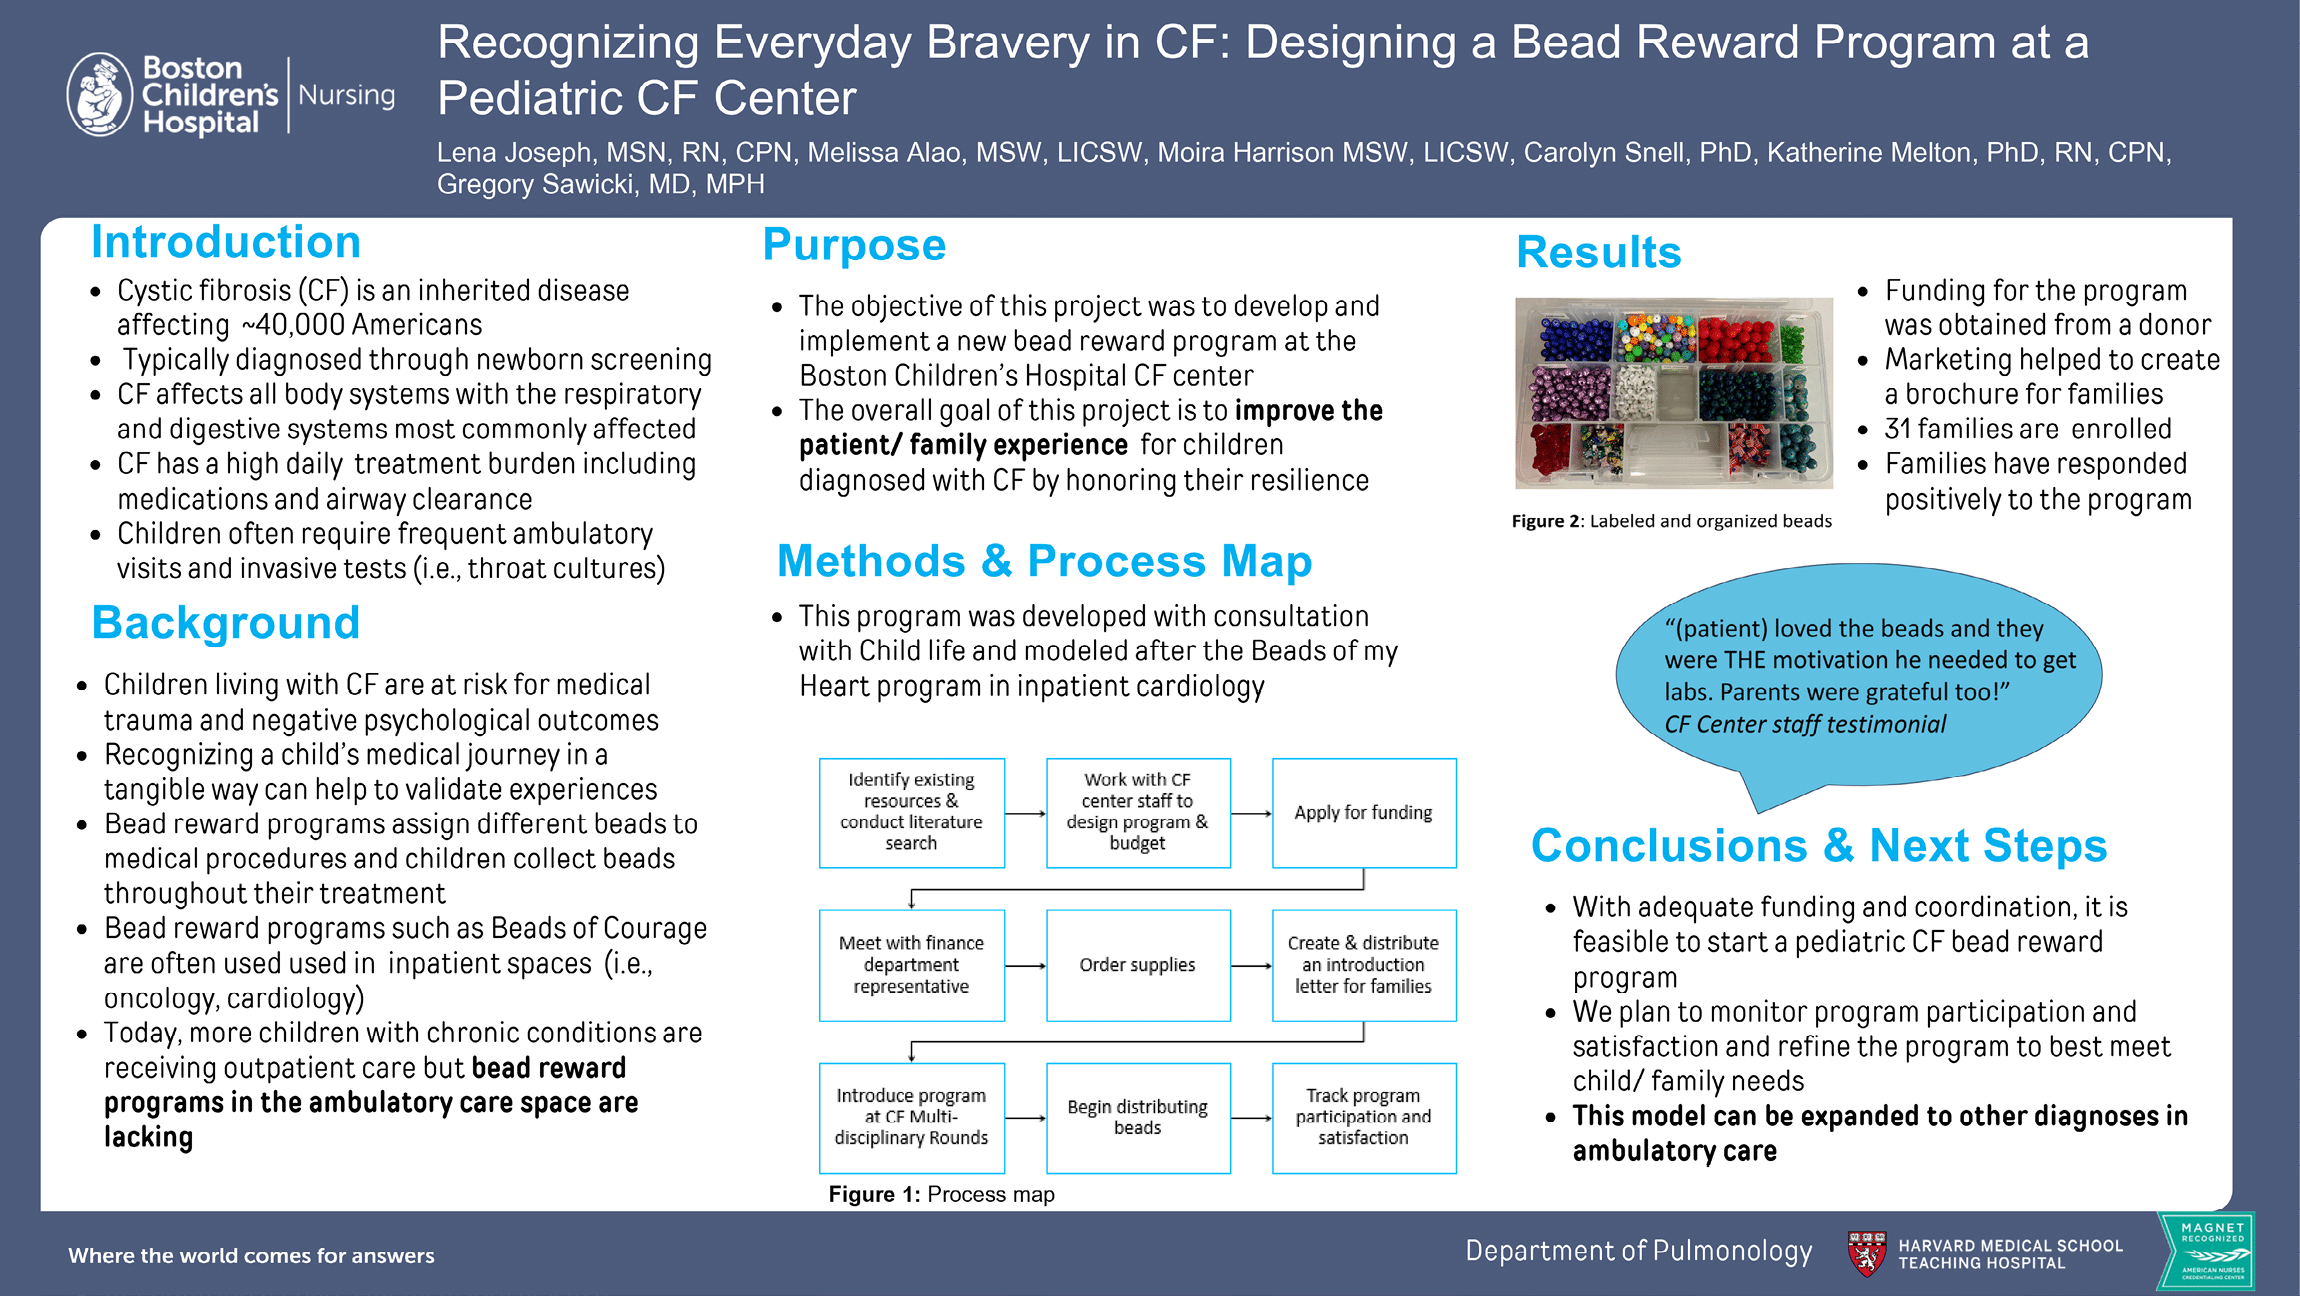 Boston
Children's
Hospital
Nursing
Recognizing Everyday Bravery in CF: Designing a Bead Reward Program at a
Pediatric CF Center
Lena Joseph, MSN, RN, CPN, Melissa Alao, MSW, LICSW, Moira Harrison MSW, LICSW, Carolyn Snell, PhD, Katherine Melton, PhD, RN, CPN,
Gregory Sawicki, MD, MPH
Introduction
• Cystic fibrosis (CF) is an inherited disease
affecting ~40,000 Americans
• Typically diagnosed through newborn screening
• CF affects all body systems with the respiratory
and digestive systems most commonly affected
• CF has a high daily treatment burden including
medications and airway clearance
• Children often require frequent ambulatory
visits and invasive tests (i.e., throat cultures)
Background
• Children living with CF are at risk for medical
trauma and negative psychological outcomes
• Recognizing a child's medical journey in a
tangible way can help to validate experiences
• Bead reward programs assign different beads to
medical procedures and children collect beads
throughout their treatment
• Bead reward programs such as Beads of Courage
are often used used in inpatient spaces (i.e.,
oncology, cardiology)
• Today, more children with chronic conditions are
receiving outpatient care but bead reward
programs in the ambulatory care space are
lacking
Purpose
• The objective of this project was to develop and
implement a new bead reward program at the
Boston Children's Hospital CF center
• The overall goal of this project is to improve the
patient/ family experience for children
diagnosed with CF by honoring their resilience
Methods & Process Map
• This program was developed with consultation
with Child life and modeled after the Beads of my
Heart program in inpatient cardiology
Identify existing
resources &
conduct literature
search
Work with CF
center staff to
design program &
budget
Apply for funding
Meet with finance
department
representative
Order supplies
Create & distribute
an introduction
letter for families
Introduce program
at CF Multi-
disciplinary Rounds
Begin distributing
beads
Track program
participation and
satisfaction
Figure 1: Process map
Results
Figure 2: Labeled and organized beads
• Funding for the program
was obtained from a donor
• Marketing helped to create
a brochure for families
• 31 families are enrolled
• Families have responded
positively to the program
“(patient) loved the beads and they
were THE motivation he needed to get
labs. Parents were grateful too!”
CF Center staff testimonial
Conclusions & Next Steps
• With adequate funding and coordination, it is
feasible to start a pediatric CF bead reward
program
• We plan to monitor program participation and
satisfaction and refine the program to best meet
child/ family needs
• This model can be expanded to other diagnoses in
ambulatory care
Where the world comes for answers
Department of Pulmonology
HARVARD MEDICAL SCHOOL
TEACHING HOSPITAL
MAGNET
RECOGNIZED
AMERICAN NURSES
CREDENTIALING CENTER